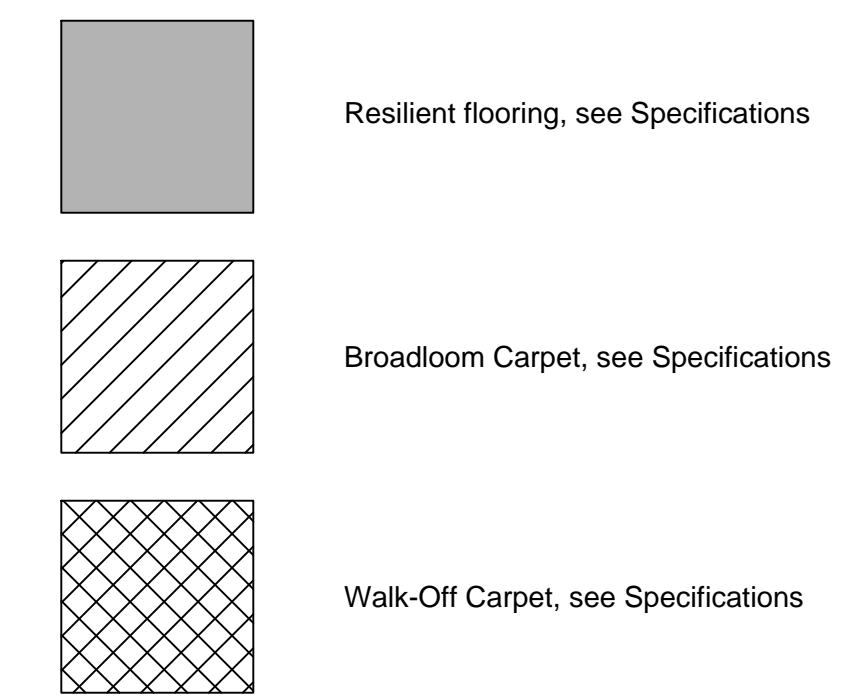 Resilient flooring, see Specifications
Broadloom Carpet, see Specifications
Walk-Off Carpet, see Specifications